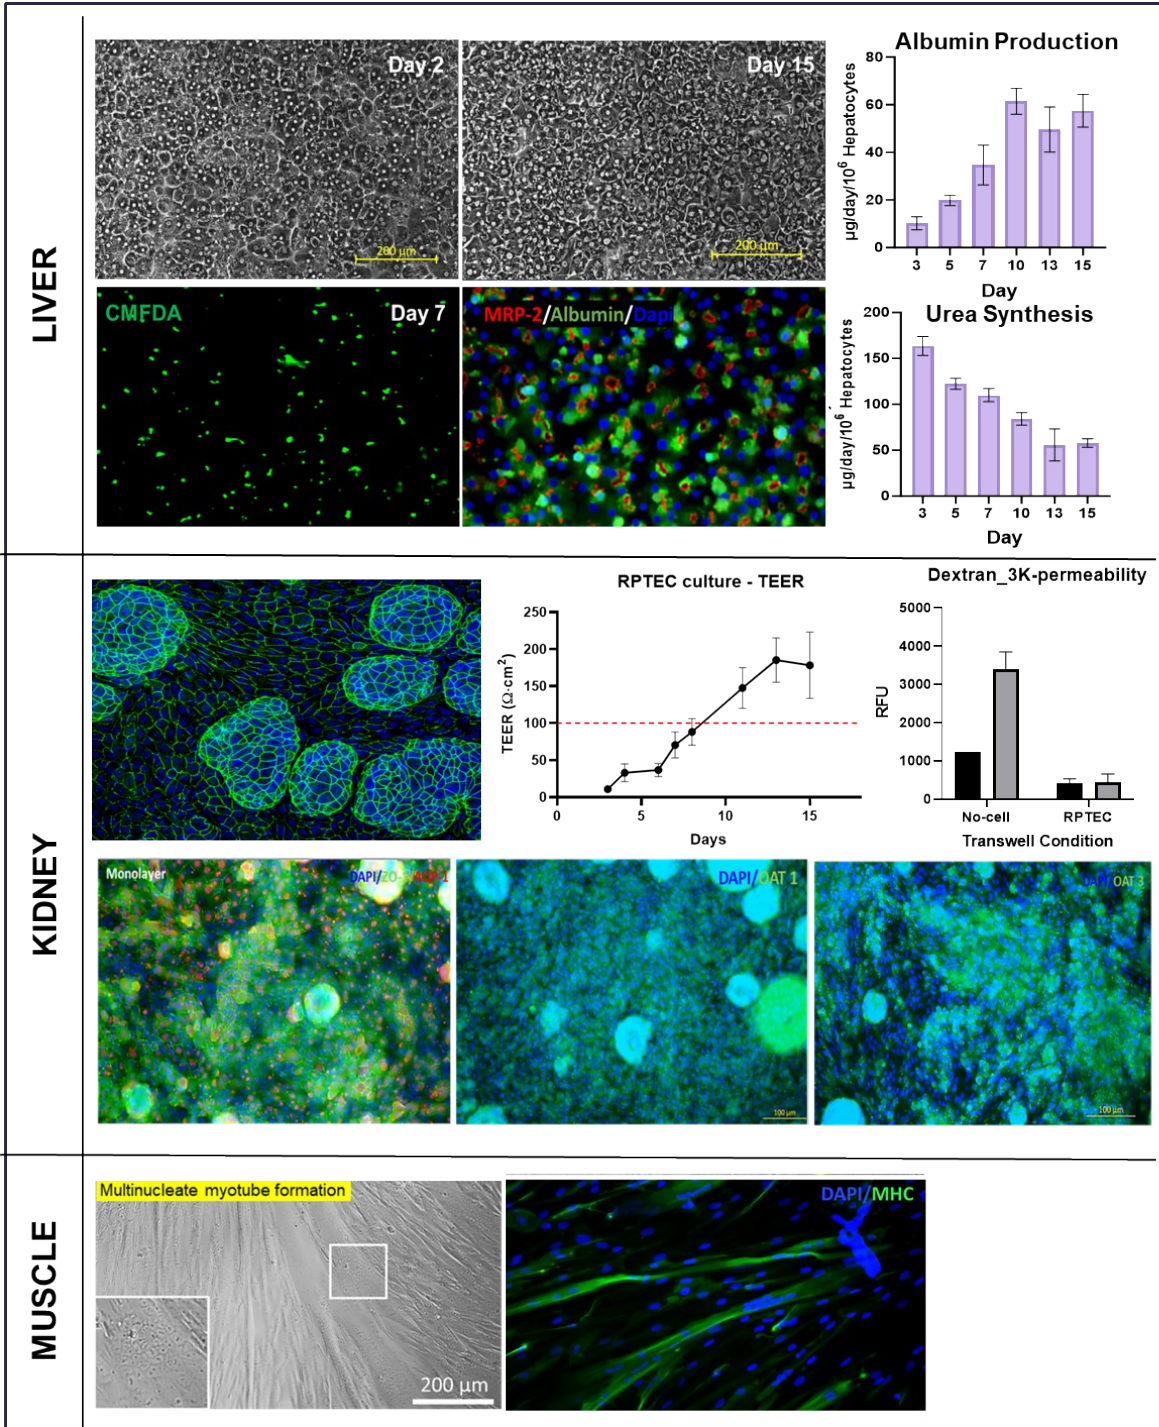 LIVER
Day 2
200 µm
Day 15
200 µm
Albumin Production
µg/day/10⁶ Hepatocytes
80
60
40
20
0
3 5 7 10 13 15
Day
CMFDA
Day 7
MRP-2/Albumin/Dapi
Urea Synthesis
µg/day/10⁶ Hepatocytes
200
150
100
50
0
3 5 7 10 13 15
Day
KIDNEY
RPTEC culture - TEER
TEER (Ω·cm²)
250
200
150
100
50
0
0 5 10 15
Days
Dextran_3K-permeability
RFU
5000
4000
3000
2000
1000
0
No-cell RPTEC
Transwell Condition
Monolayer
DAPI/
DAPI/OAT 1
100 µm
DAPI/OAT 3
100 µm
MUSCLE
Multinucleate myotube formation
200 µm
DAPI/MHC